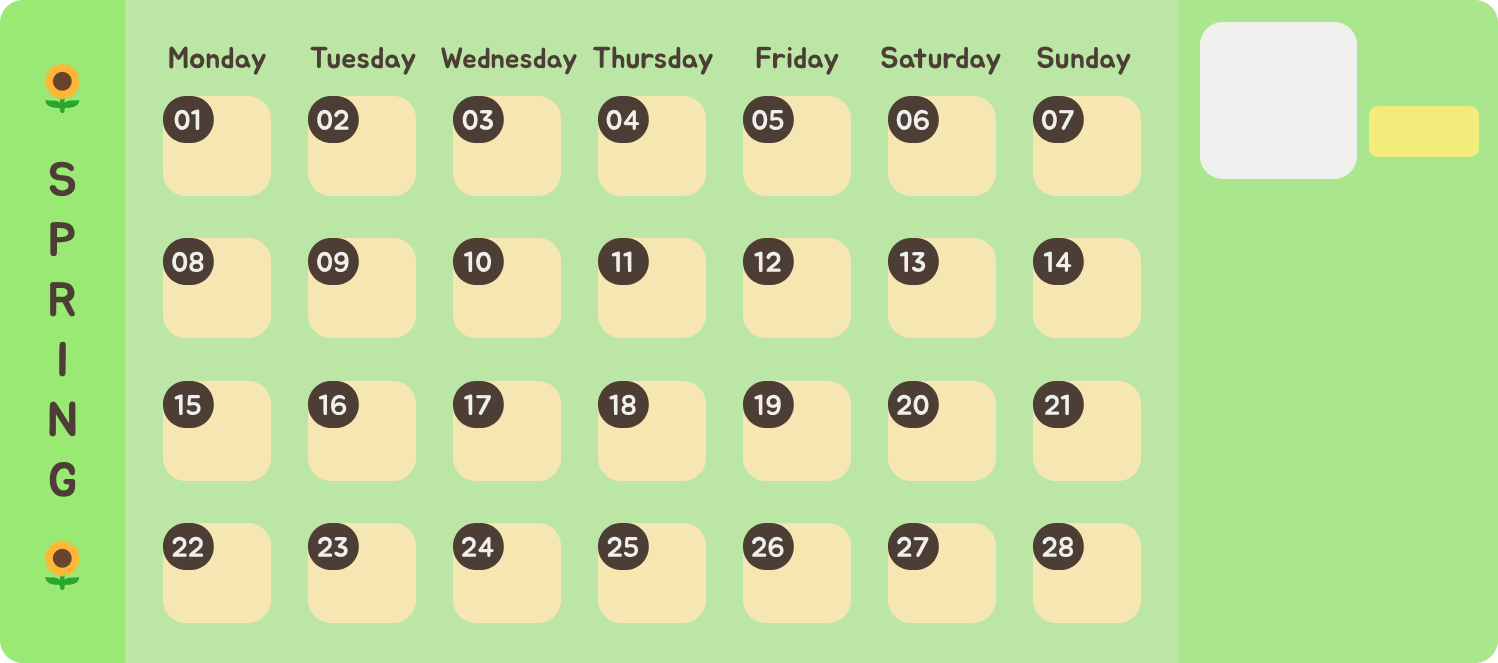 SPRING
Monday Tuesday Wednesday Thursday Friday Saturday Sunday
01 02 03 04 05 06 07
08 09 10 11 12 13 14
15 16 17 18 19 20 21
22 23 24 25 26 27 28